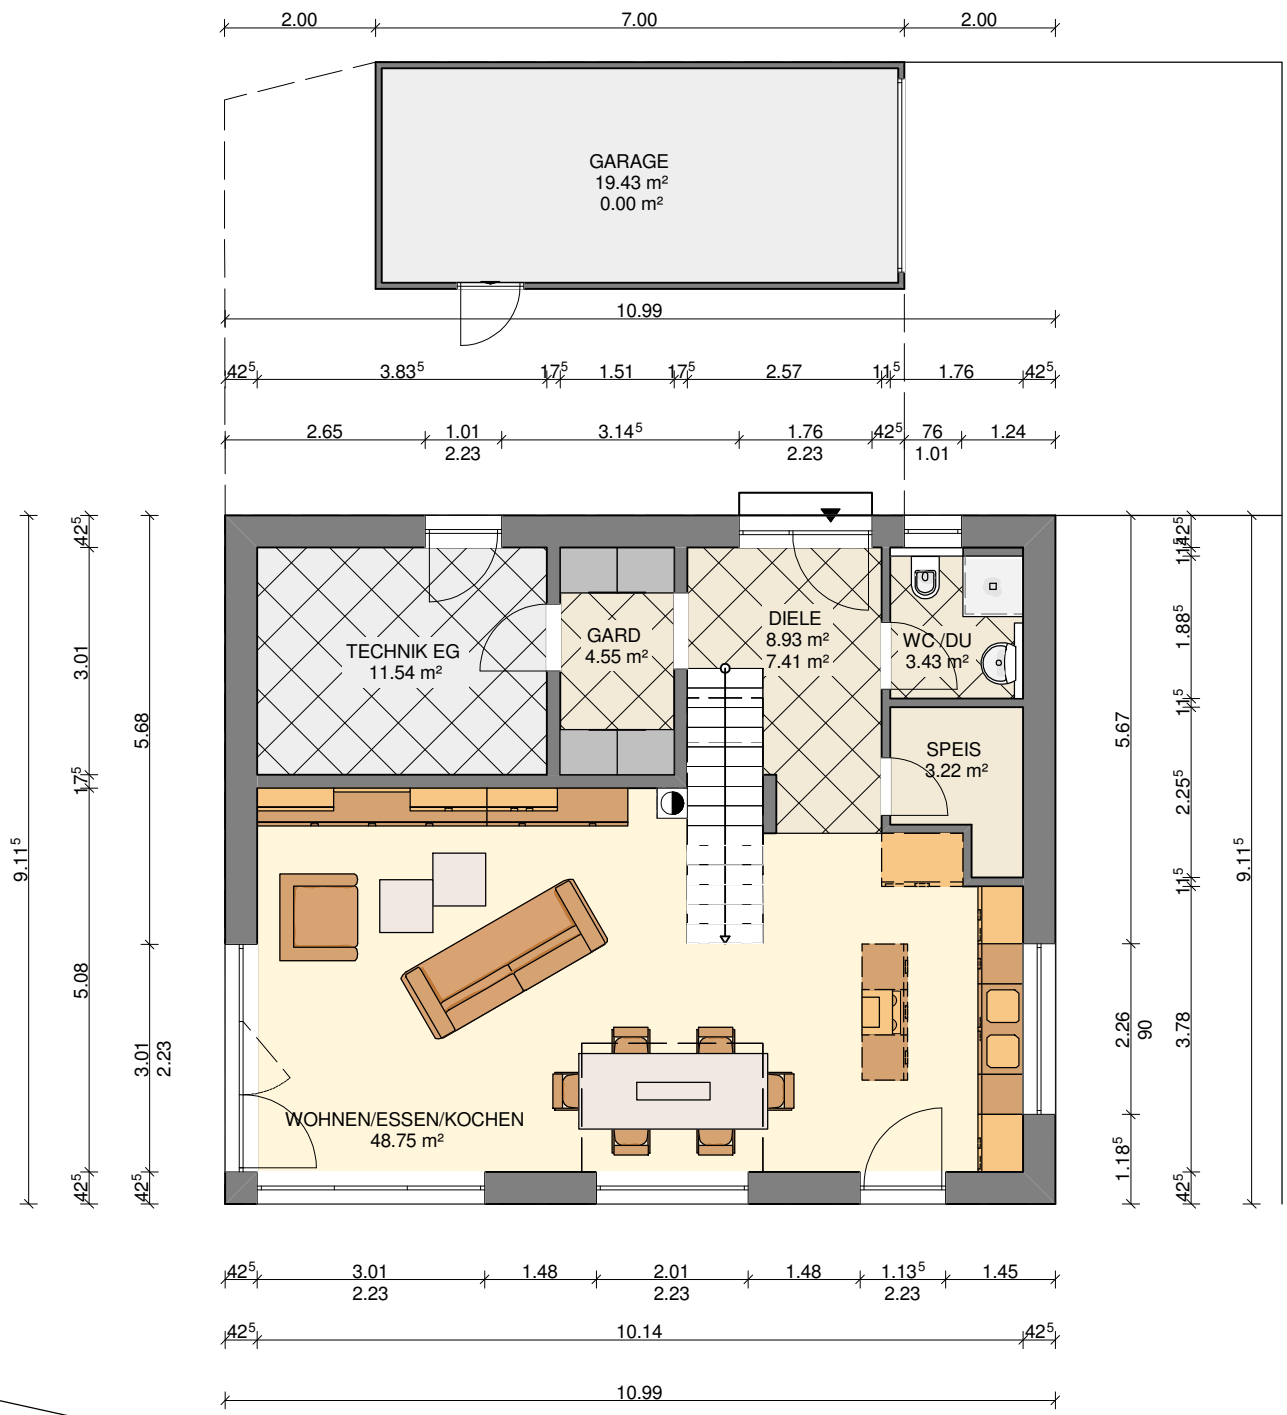 2.00 7.00 2.00
GARAGE
19.43 m²
0.00 m²
10.99
42⁵ 3.83⁵ 17⁵ 1.51 17⁵ 2.57 11⁵ 1.76 42⁵
2.65 1.01 3.14⁵ 1.76 42⁵ 76 1.24
2.23 2.23 1.01
9.11⁵
42⁵
3.01
17⁵
5.08
42⁵
5.68
3.01
2.23
42⁵
TECHNIK EG
11.54 m²
GARD
4.55 m²
DIELE
8.93 m²
7.41 m²
WC /DU
3.43 m²
SPEIS
3.22 m²
WOHNEN/ESSEN/KOCHEN
48.75 m²
5.67
2.26
90
1.18⁵
42⁵
11⁵
1.88⁵
11⁵
2.25⁵
11⁵
3.78
42⁵
9.11⁵
42⁵ 3.01 1.48 2.01 1.48 1.13⁵ 1.45
2.23 2.23 2.23
42⁵ 10.14 42⁵
10.99